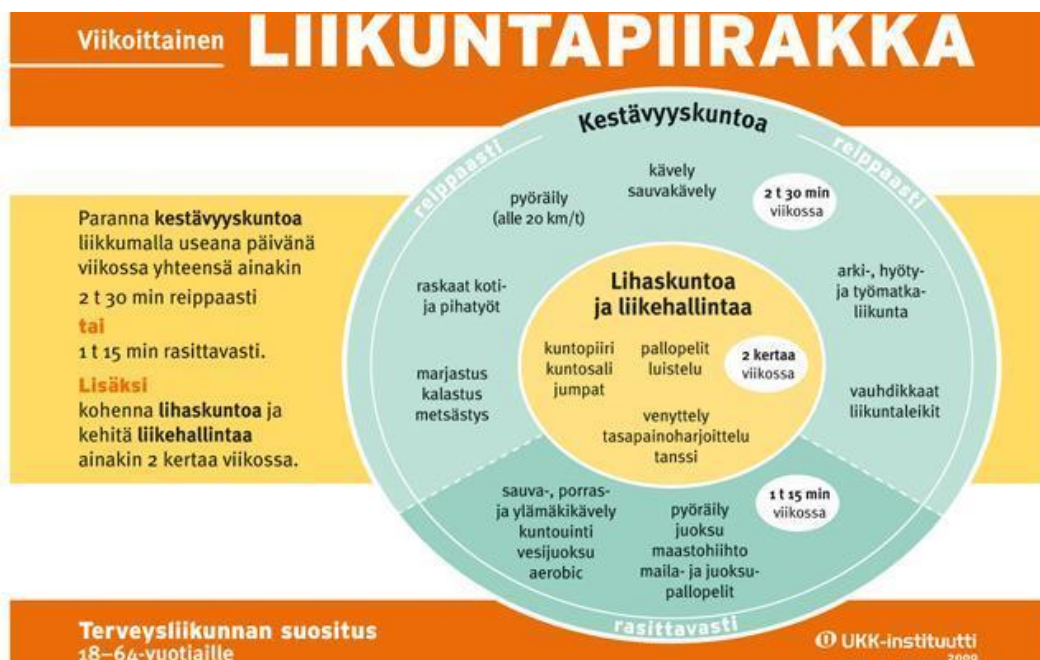 Viikoittainen LIIKUNTAPIIRAKKA
Paranna kestävyyskuntoa
liikkumalla useana päivänä
viikossa yhteensä ainakin
2 t 30 min reippaasti
tai
1 t 15 min rasittavasti.
Lisäksi
kohenna lihaskuntoa ja
kehitä liikehallintaa
ainakin 2 kertaa viikossa.
Kestävyyskuntoa
reippaasti
reippaasti
kävely
sauvakävely
2 t 30 min
viikossa
pyöräily
(alle 20 km/t)
raskaat koti-
ja pihatyöt
marjastus
kalastus
metsästys
arki-, hyöty-
ja työmatka-
liikunta
vauhdikkaat
liikuntaleikit
Lihaskuntoa
ja liikehallintaa
kuntopiiri
kuntosali
jumpat
pallopelit
luistelu
2 kertaa
viikossa
venyttely
tasapainoharjoittelu
tanssi
sauva-, porras-
ja ylämäkikävely
kuntouinti
vesijuoksu
aerobic
pyöräily
juoksu
maastohiihto
maila- ja juoksu-
pallopelit
1 t 15 min
viikossa
rasittavasti
Terveysliikunnan suositus
18–64-vuotiaille
UKK-instituutti
2009